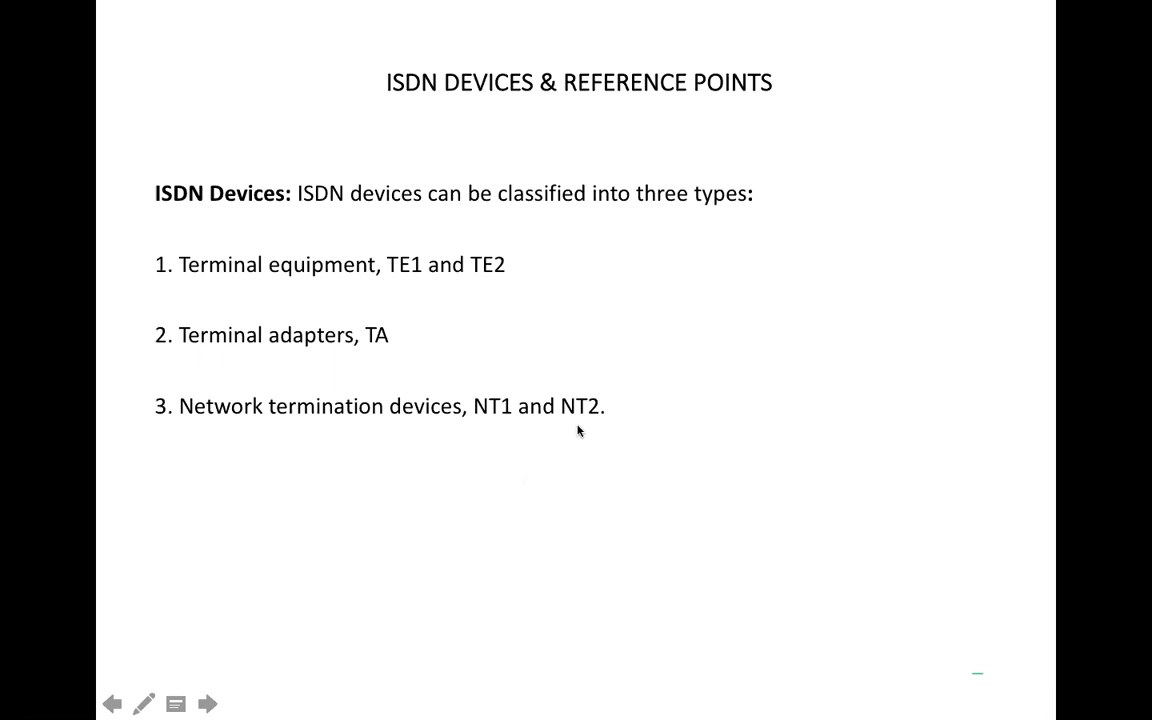 ISDN DEVICES & REFERENCE POINTS
ISDN Devices: ISDN devices can be classified into three types:
1. Terminal equipment, TE1 and TE2
2. Terminal adapters, TA
3. Network termination devices, NT1 and NT2.